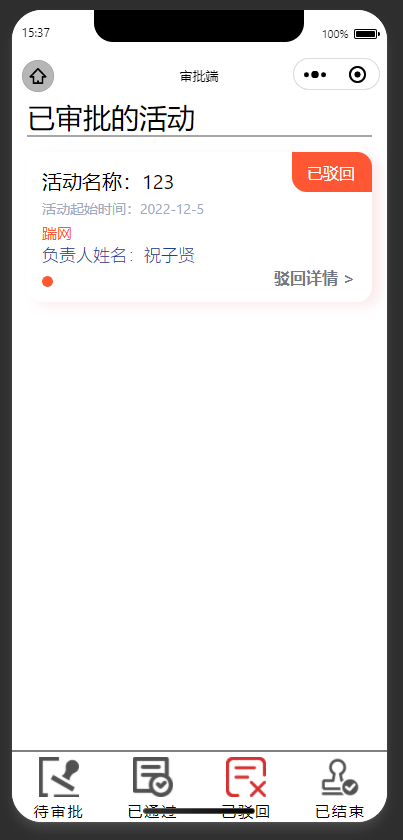 15:37
100%
审批端
已审批的活动
已驳回
活动名称：123
活动起始时间：2022-12-5
踹网
负责人姓名：祝子贤
驳回详情 >
待审批 已通过 已驳回 已结束